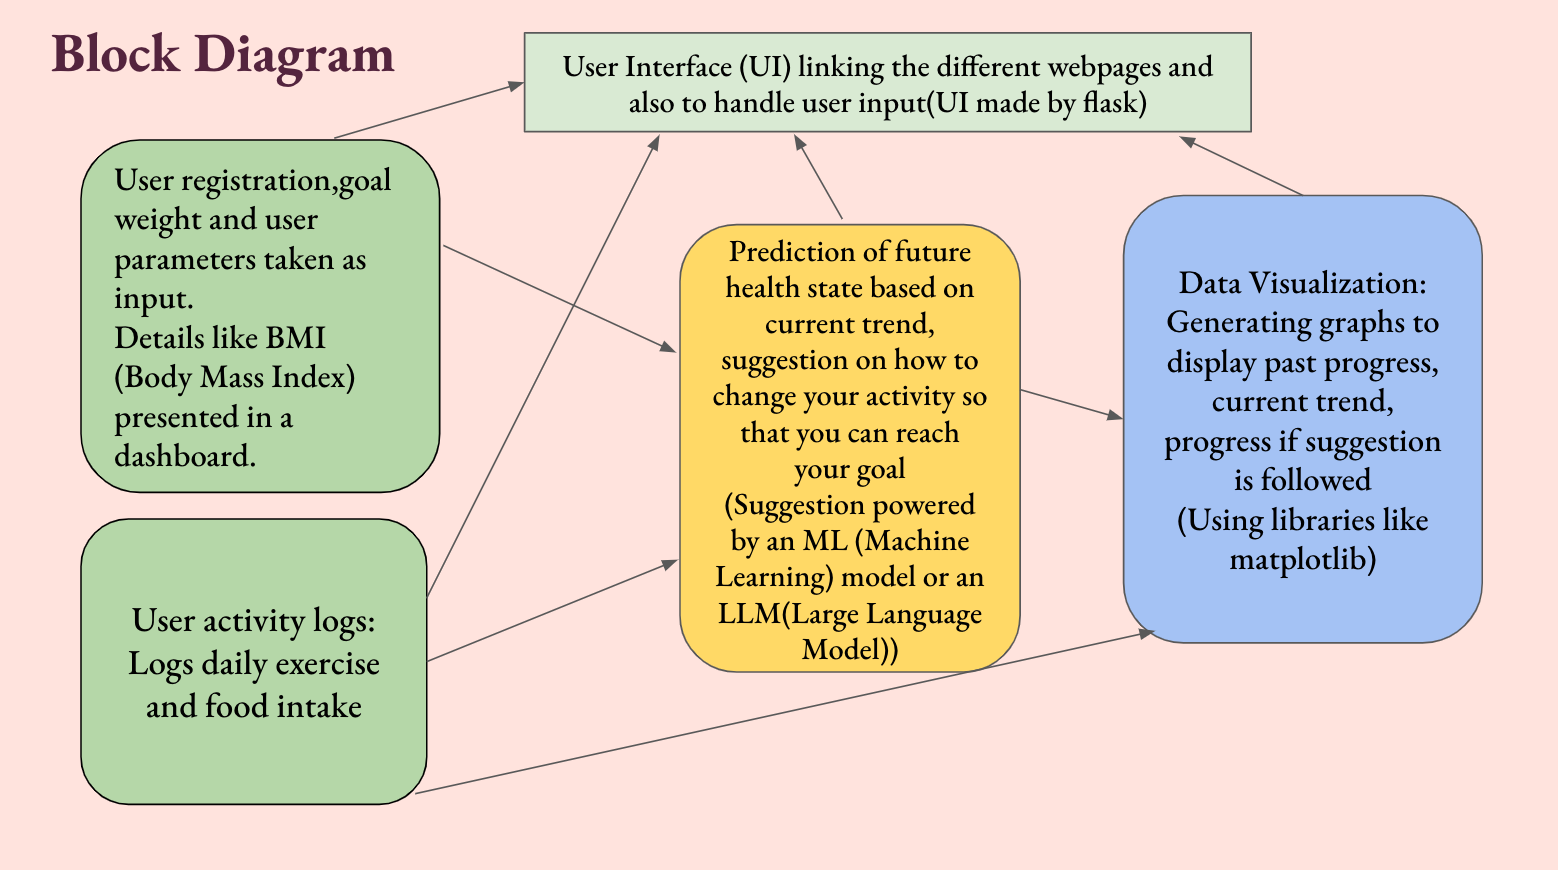 Block Diagram
User Interface (UI) linking the different webpages and
also to handle user input(UI made by flask)
User registration,goal
weight and user
parameters taken as
input.
Details like BMI
(Body Mass Index)
presented in a
dashboard.
Prediction of future
health state based on
current trend,
suggestion on how to
change your activity so
that you can reach
your goal
(Suggestion powered
by an ML (Machine
Learning) model or an
LLM(Large Language
Model))
Data Visualization:
Generating graphs to
display past progress,
current trend,
progress if suggestion
is followed
(Using libraries like
matplotlib)
User activity logs:
Logs daily exercise
and food intake